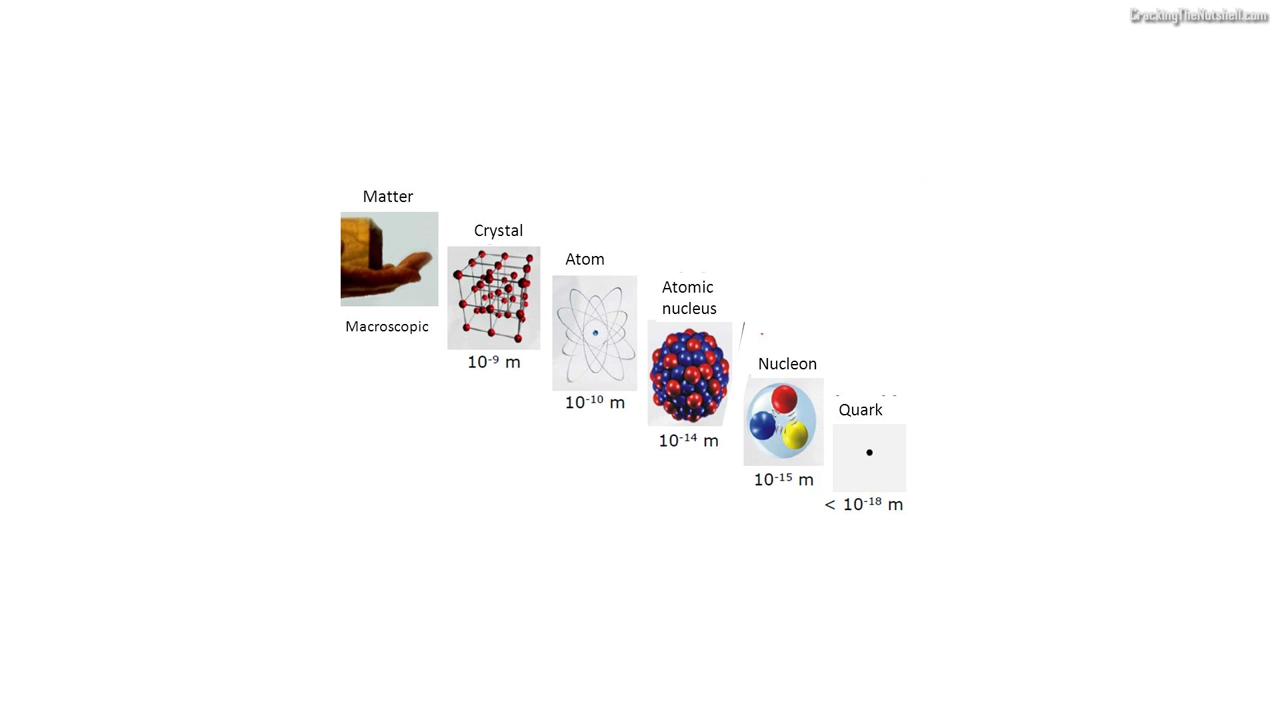 CrackingTheNutshell.com
Matter
Macroscopic
Crystal
10⁻⁹ m
Atom
10⁻¹⁰ m
Atomic
nucleus
10⁻¹⁴ m
Nucleon
10⁻¹⁵ m
Quark
< 10⁻¹⁸ m